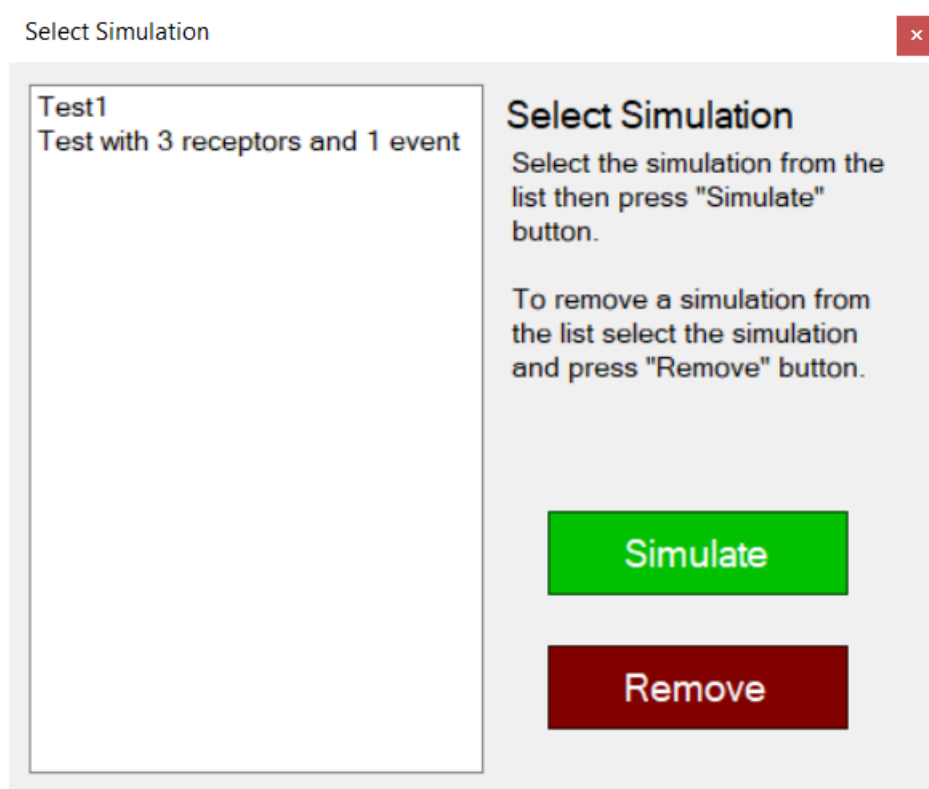 Select Simulation
Test1
Test with 3 receptors and 1 event
Select Simulation
Select the simulation from the
list then press "Simulate"
button.
To remove a simulation from
the list select the simulation
and press "Remove" button.
Simulate
Remove